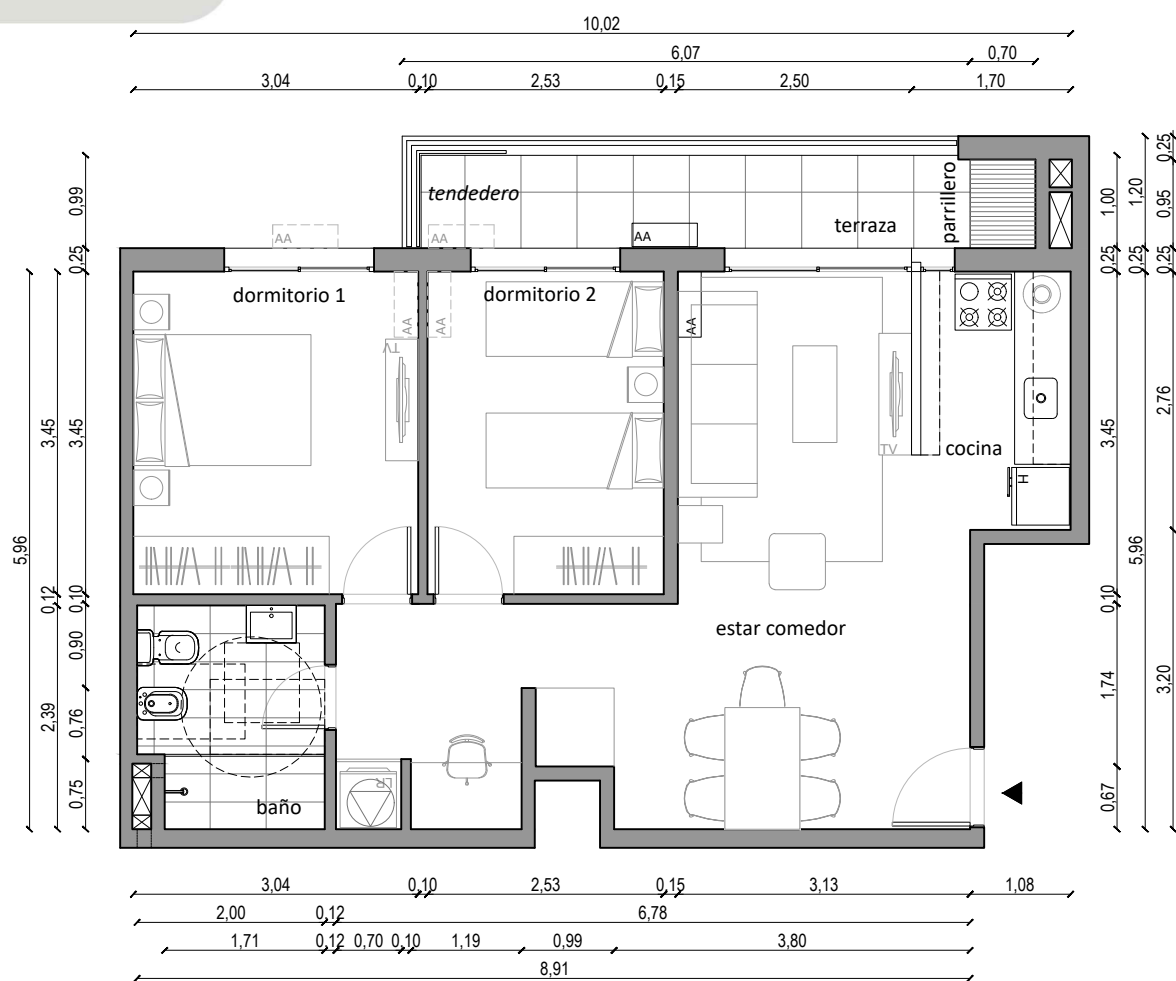 10,02
6,07 0,70
3,04 0,10 2,53 0,15 2,50 1,70
0,99
0,25
tendedero
AA
AA
AA
terraza
parrillero
1,00
0,25
1,20
0,25
0,25
0,95
0,25
dormitorio 1
AA
AA
TV
dormitorio 2
AA
TV
cocina
H
5,96
3,45
0,12
2,39
3,45
0,10
0,90
0,76
0,75
3,45
0,10
1,74
0,67
5,96
2,76
3,20
estar comedor
baño
LR
3,04 0,10 2,53 0,15 3,13 1,08
2,00 0,12 6,78
1,71 0,12 0,70 0,10 1,19 0,99 3,80
8,91